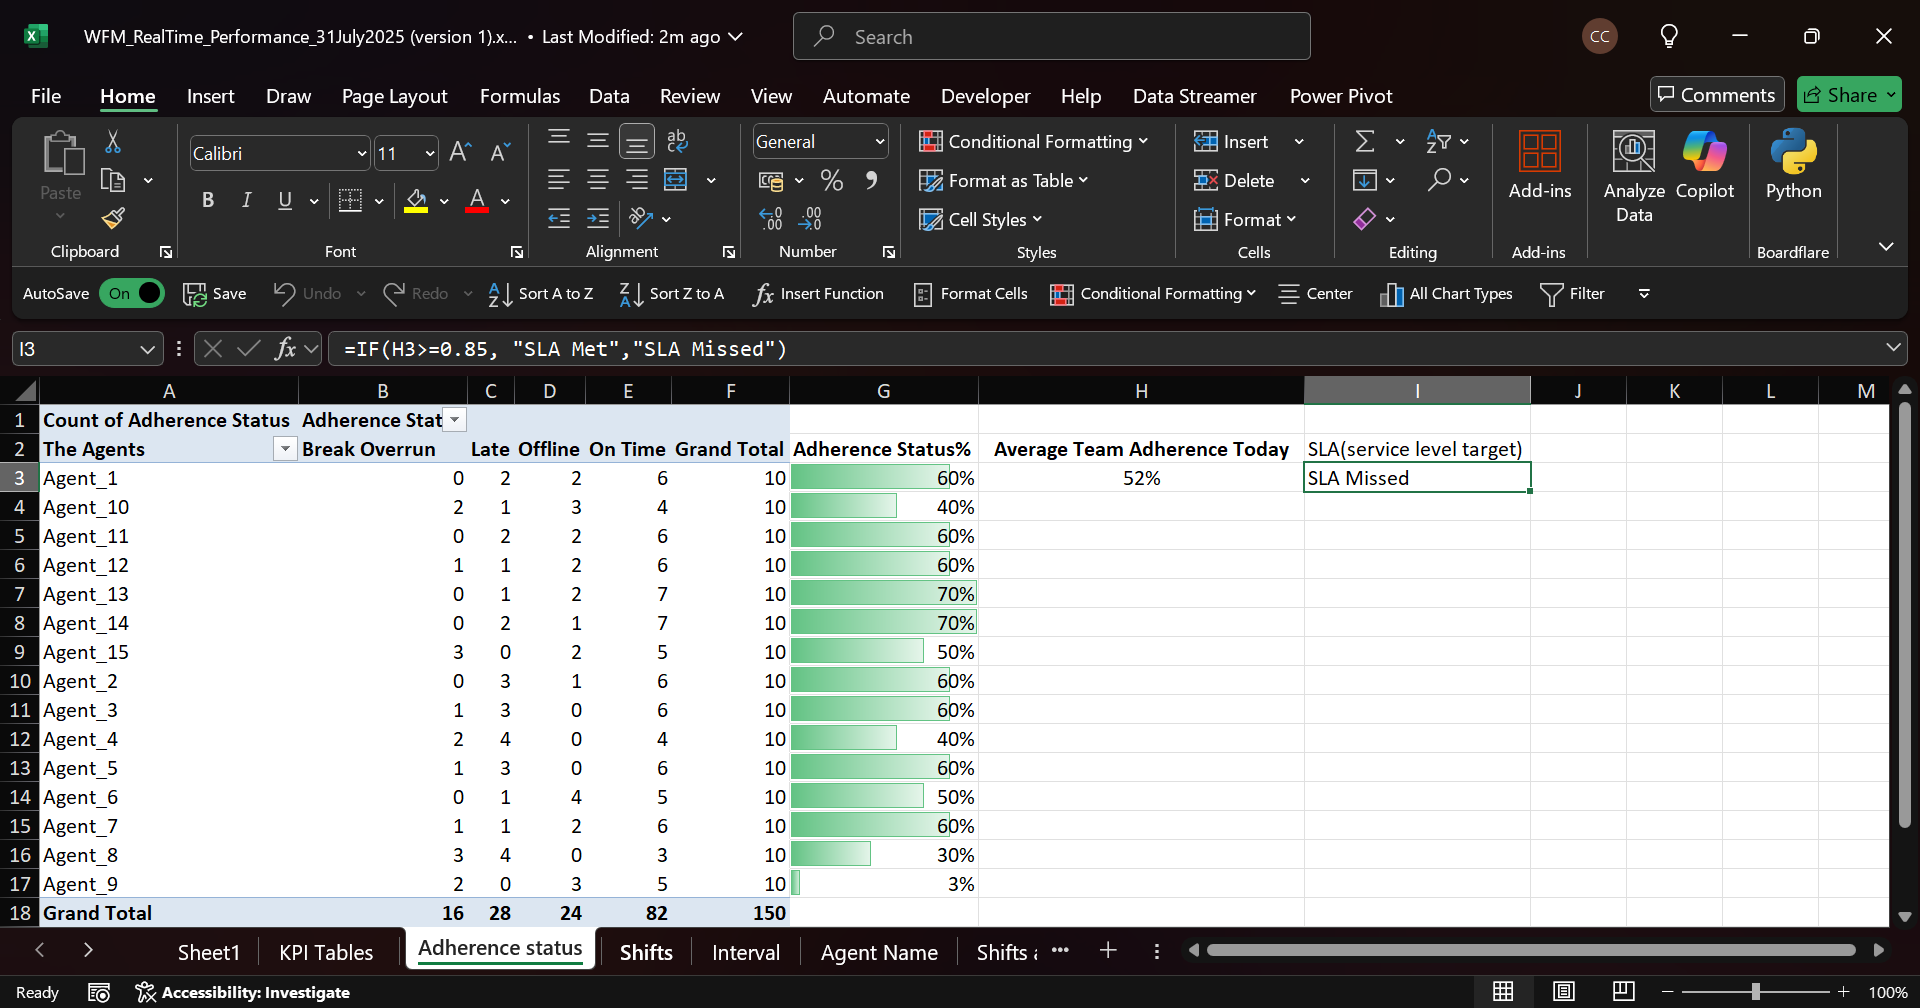 WFM_RealTime_Performance_31July2025 (version 1).x... • Last Modified: 2m ago
Search
CC
File Home Insert Draw Page Layout Formulas Data Review View Automate Developer Help Data Streamer Power Pivot
Comments Share
Paste
Clipboard
Calibri 11
B I U
Font
ab
Alignment
General
% 
Number
Conditional Formatting
Format as Table
Cell Styles
Styles
Insert
Delete
Format
Cells
Editing
Add-ins
Add-ins
Analyze Data
Copilot
Python
Boardflare
AutoSave On Save Undo Redo Sort A to Z Sort Z to A Insert Function Format Cells Conditional Formatting Center All Chart Types Filter
I3 fx =IF(H3>=0.85, "SLA Met","SLA Missed")
A B C D E F G H I J K L M
1 Count of Adherence Status Adherence Stat
2 The Agents Break Overrun Late Offline On Time Grand Total Adherence Status% Average Team Adherence Today SLA(service level target)
3 Agent_1 0 2 2 6 10 60% 52% SLA Missed
4 Agent_10 2 1 3 4 10 40%
5 Agent_11 0 2 2 6 10 60%
6 Agent_12 1 1 2 6 10 60%
7 Agent_13 0 1 2 7 10 70%
8 Agent_14 0 2 1 7 10 70%
9 Agent_15 3 0 2 5 10 50%
10 Agent_2 0 3 1 6 10 60%
11 Agent_3 1 3 0 6 10 60%
12 Agent_4 2 4 0 4 10 40%
13 Agent_5 1 3 0 6 10 60%
14 Agent_6 0 1 4 5 10 50%
15 Agent_7 1 1 2 6 10 60%
16 Agent_8 3 4 0 3 10 30%
17 Agent_9 2 0 3 5 10 3%
18 Grand Total 16 28 24 82 150
Sheet1 KPI Tables Adherence status Shifts Interval Agent Name Shifts
Ready Accessibility: Investigate 100%